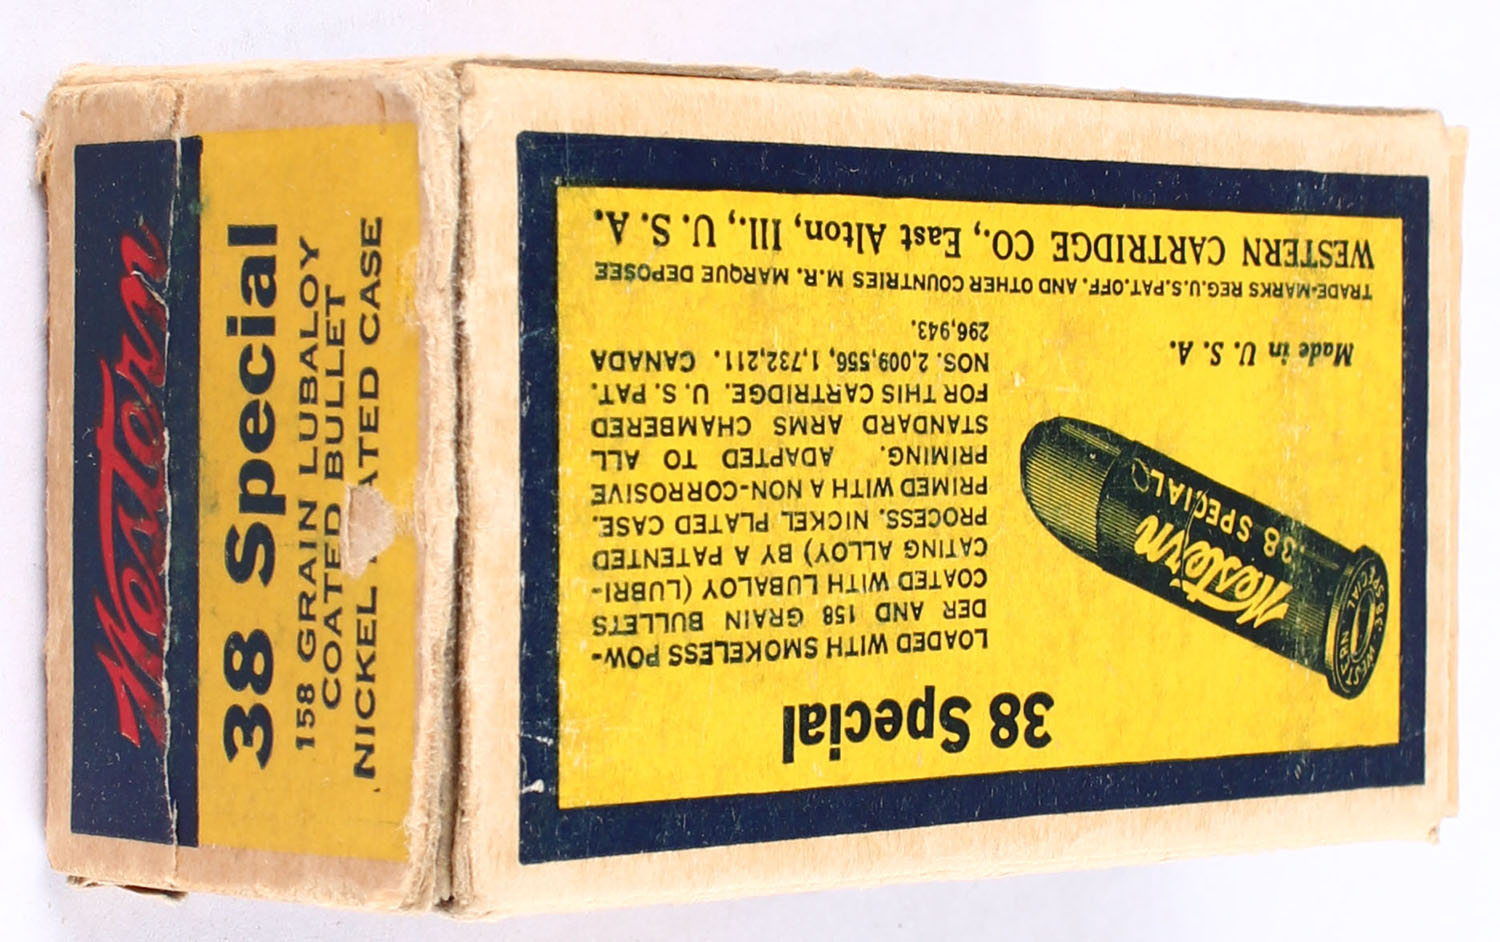 Western
38 Special
158 GRAIN LUBALOY
COATED BULLET
NICKEL ATED CASE
38 Special
LOADED WITH SMOKELESS POW-
DER AND 158 GRAIN BULLETS
COATED WITH LUBALOY (LUBRI-
CATING ALLOY) BY A PATENTED
PROCESS. NICKEL PLATED CASE.
PRIMED WITH A NON-CORROSIVE
PRIMING. ADAPTED TO ALL
STANDARD ARMS CHAMBERED
FOR THIS CARTRIDGE. U. S. PAT.
NOS. 2,009,556, 1,732,211. CANADA
296,943.
Western
.38 SPECIAL
WEST
SPECIAL
Made in U. S. A.
TRADE-MARKS REG.U.S.PAT.OFF. AND OTHER COUNTRIES M.R. MARQUE DEPOSEE
WESTERN CARTRIDGE CO., East Alton, Ill., U. S. A.